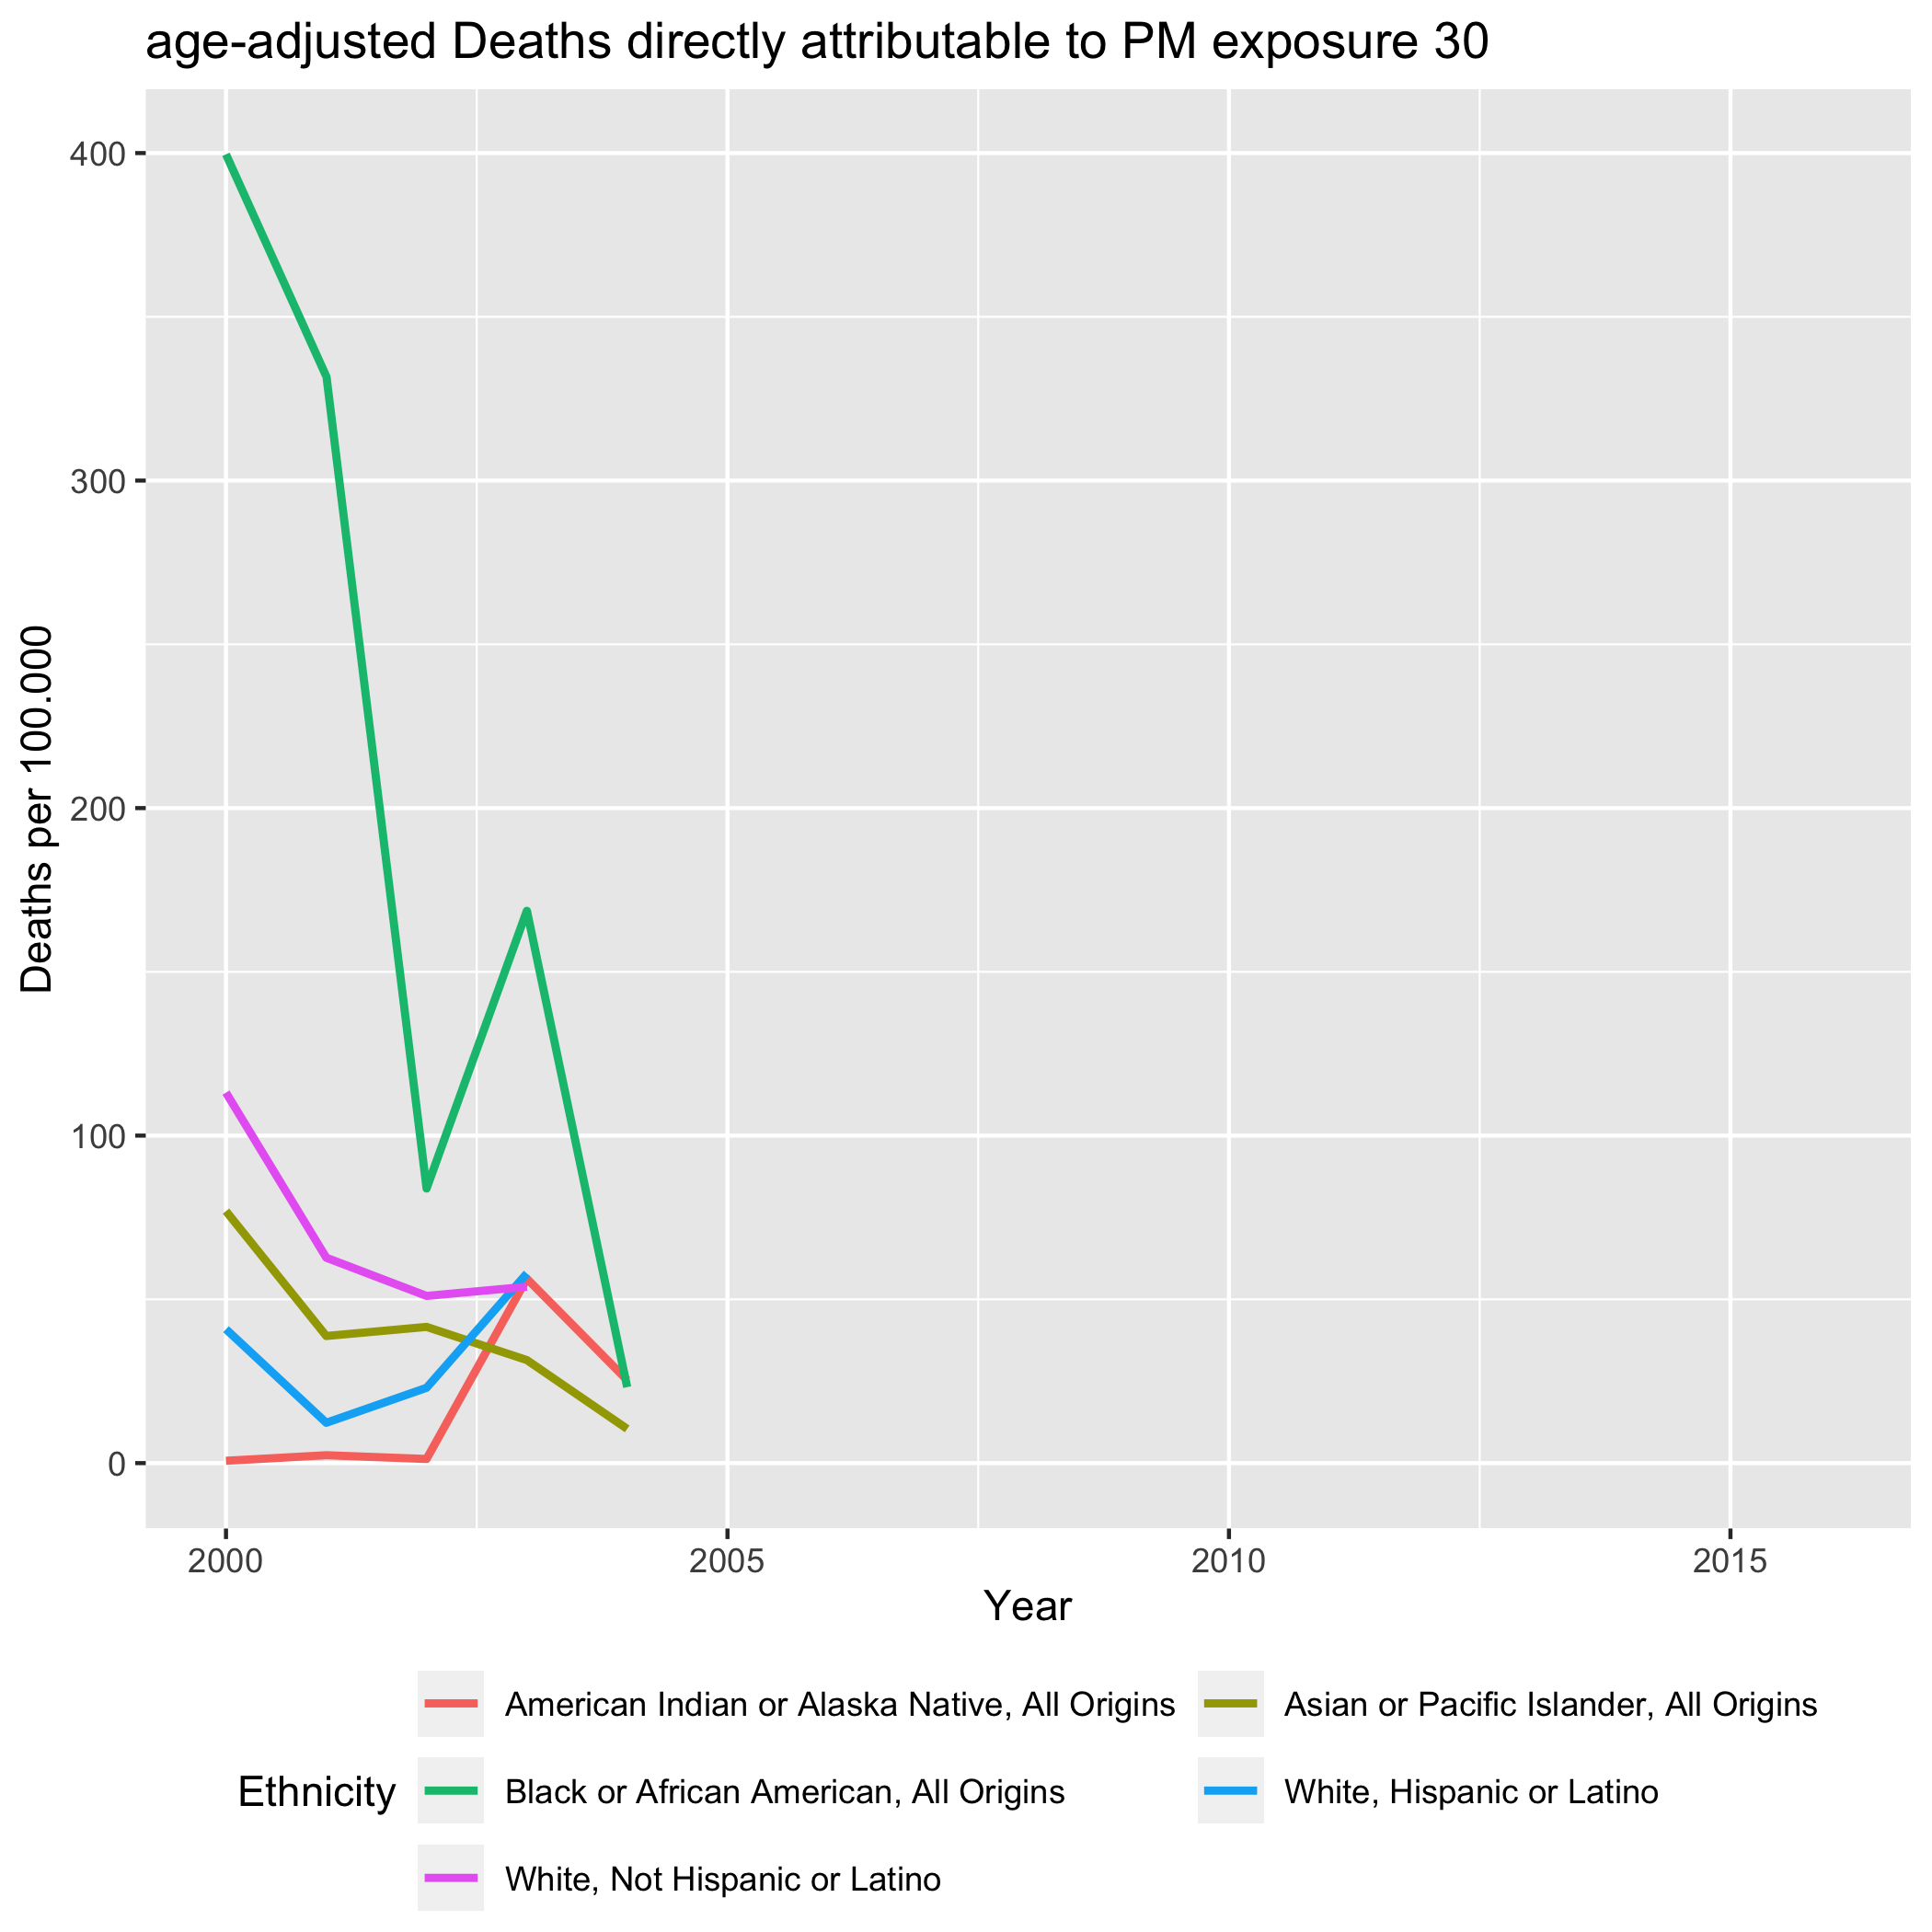 age-adjusted Deaths directly attributable to PM exposure 30
Deaths per 100.000
400
300
200
100
0
2000 2005 2010 2015
Year
Ethnicity
American Indian or Alaska Native, All Origins
Asian or Pacific Islander, All Origins
Black or African American, All Origins
White, Hispanic or Latino
White, Not Hispanic or Latino